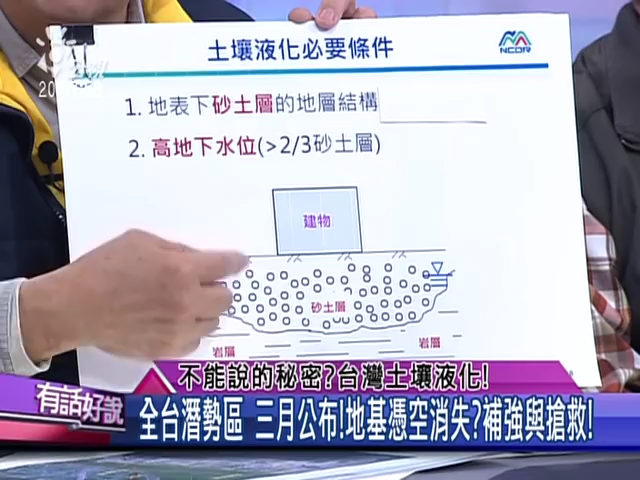 土壤液化必要條件
NCDR
20
1. 地表下砂土層的地層結構
2. 高地下水位(>2/3砂土層)
建物
砂土層
岩層
岩層
不能說的秘密?台灣土壤液化!
有話好說
全台潛勢區 三月公布!地基憑空消失?補強與搶救!